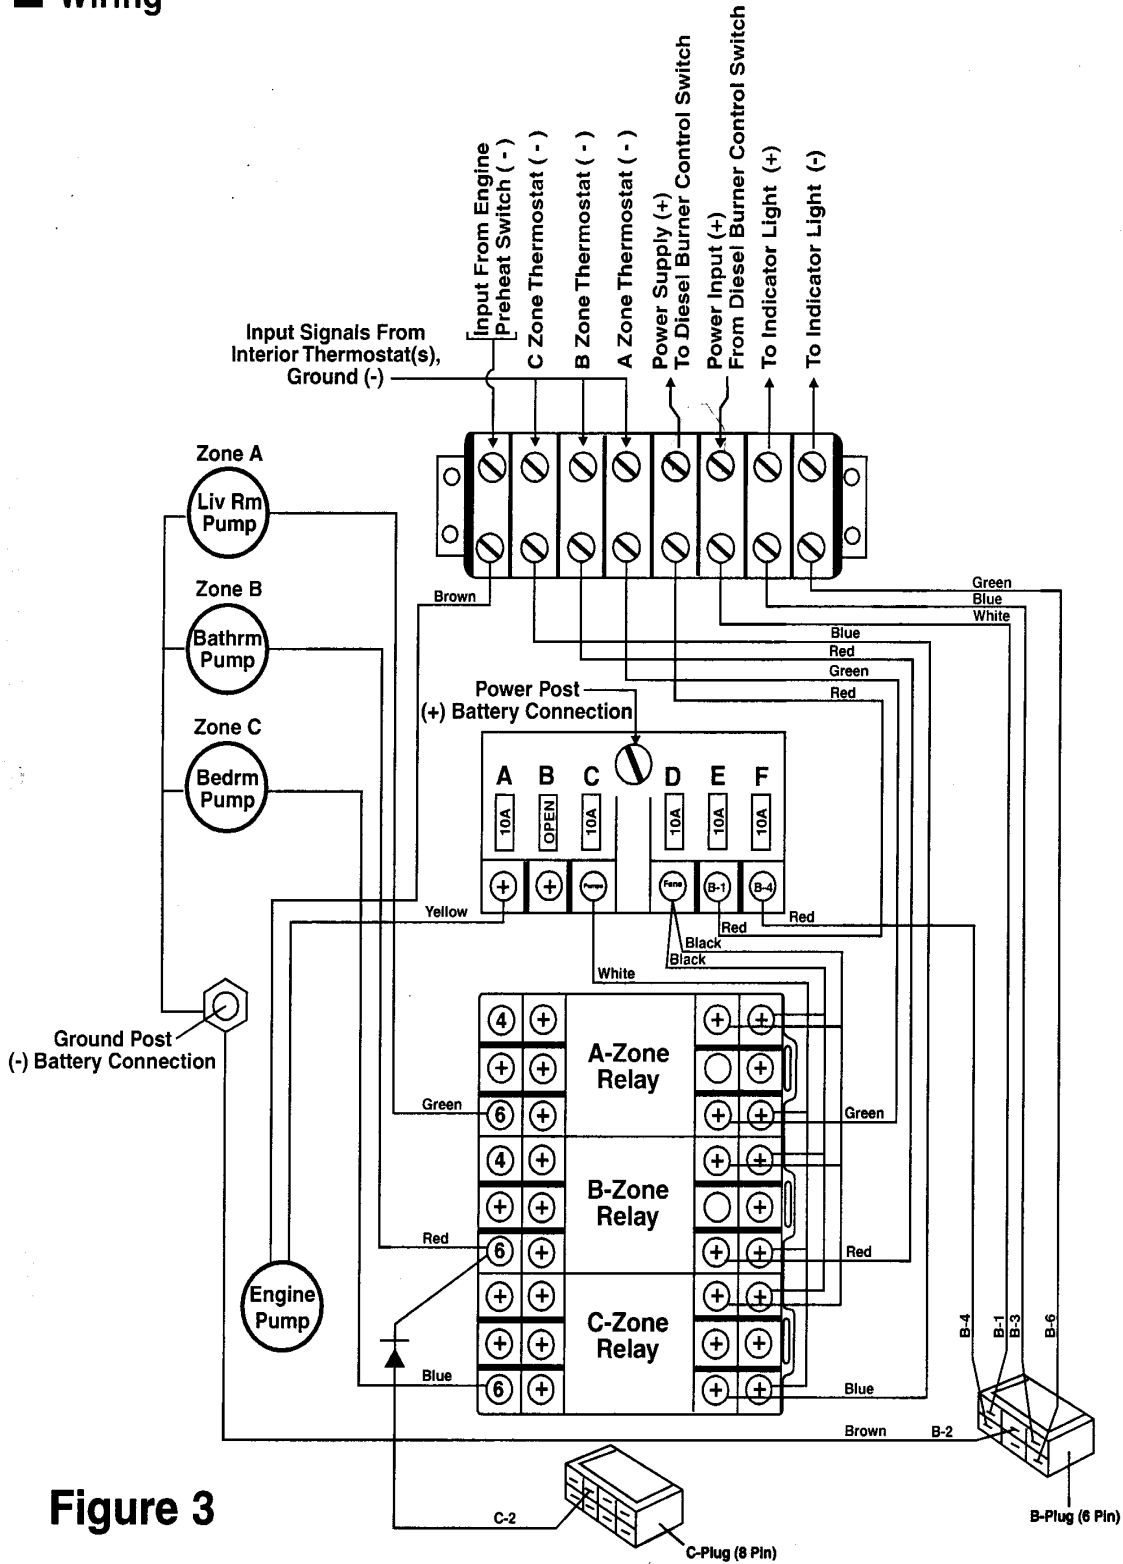 Wiring
Input From Engine
Preheat Switch ( - )
C Zone Thermostat ( - )
B Zone Thermostat ( - )
A Zone Thermostat ( - )
Power Supply (+)
To Diesel Burner Control Switch
Power Input (+)
From Diesel Burner Control Switch
To Indicator Light (+)
To Indicator Light (-)
Input Signals From
Interior Thermostat(s),
Ground (-)
Zone A
Liv Rm
Pump
Zone B
Bathrm
Pump
Zone C
Bedrm
Pump
Brown
Green
Blue
White
Blue
Red
Green
Red
Power Post
(+) Battery Connection
A B C D E F
10A OPEN 10A 10A 10A 10A
+ + Pumps Fans B-1 B-4
Yellow
Red
Red
Black
Black
White
Ground Post
(-) Battery Connection
4 + + +
A-Zone
Relay
+ + +
Green
6 + + +
Green
4 + + +
B-Zone
Relay
+ + +
Red
6 + + +
Red
Engine
Pump
+ + + +
C-Zone
Relay
+ + + +
Blue
6 + + +
Blue
B-4
B-1
B-3
B-6
Brown
B-2
Figure 3
C-2
C-Plug (8 Pin)
B-Plug (6 Pin)